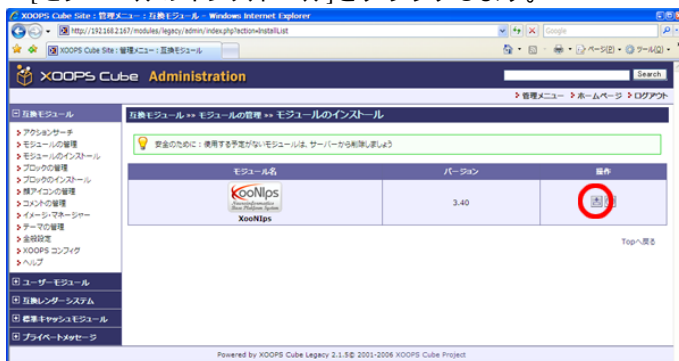 XOOPS Cube Site : 管理メニュー : 互換モジュール - Windows Internet Explorer
http://192.168.2.167/modules/legacy/admin/index.php?action=InstallList
Google
XOOPS Cube Site : 管理メニュー : 互換モジュール
ページ(P)
ツール(O)
XOOPS Cube Administration
Search
管理メニュー ホームページ ログアウト
互換モジュール
アクションサーチ
モジュールの管理
モジュールのインストール
ブロックの管理
ブロックのインストール
顔アイコンの管理
コメントの管理
イメージ・マネージャー
テーマの管理
全般設定
XOOPS コンフィグ
ヘルプ
ユーザーモジュール
互換レンダーシステム
標準キャッシュモジュール
プライベートメッセージ
互換モジュール »» モジュールの管理 »» モジュールのインストール
安全のために：使用する予定がないモジュールは、サーバーから削除しましょう
モジュール名 バージョン 操作
XooNIps
XooNIps 3.40
Topへ戻る
Powered by XOOPS Cube Legacy 2.1.5© 2001-2006 XOOPS Cube Project